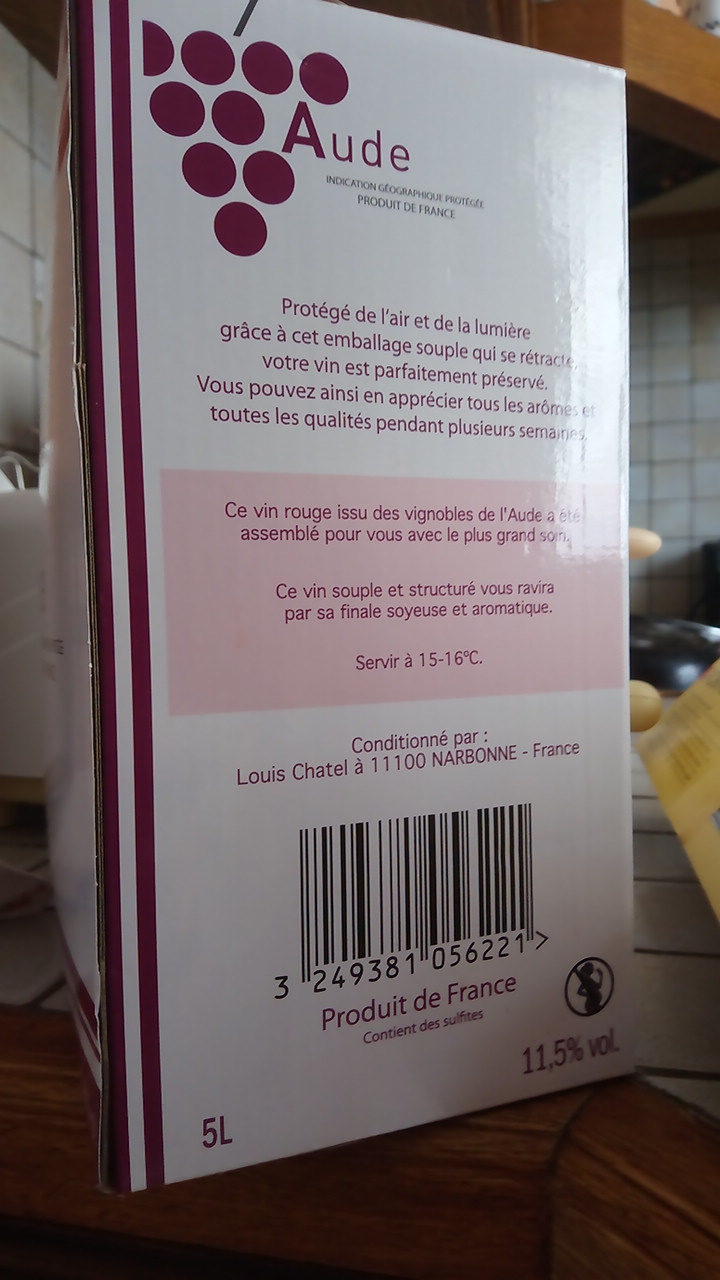 Aude
INDICATION GÉOGRAPHIQUE PROTÉGÉE
PRODUIT DE FRANCE
Protégé de l'air et de la lumière
grâce à cet emballage souple qui se rétracte,
votre vin est parfaitement préservé.
Vous pouvez ainsi en apprécier tous les arômes et
toutes les qualités pendant plusieurs semaines.
Ce vin rouge issu des vignobles de l'Aude a été
assemblé pour vous avec le plus grand soin.
Ce vin souple et structuré vous ravira
par sa finale soyeuse et aromatique.
Servir à 15-16°C.
Conditionné par :
Louis Chatel à 11100 NARBONNE - France
3 249381 056221 >
Produit de France
Contient des sulfites
11,5% vol.
5L